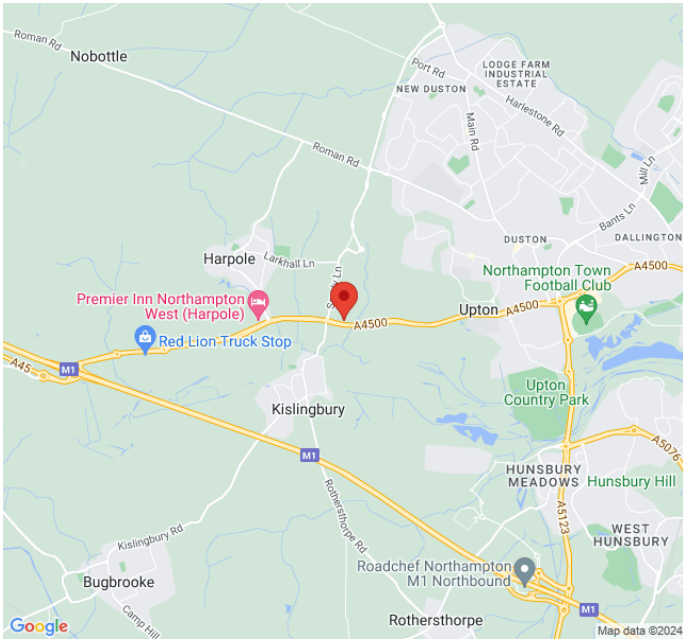 Roman Rd
Nobottle
Port Rd
LODGE FARM
INDUSTRIAL
ESTATE
NEW DUSTON
Harlestone Rd
Main Rd
Roman Rd
Mill Ln
Bants Ln
DUSTON
DALLINGTON
Harpole
Larkhall Ln
Northampton Town
Football Club
A4500
Premier Inn Northampton
West (Harpole)
Upton
A4500
A4500
Red Lion Truck Stop
A45
M1
Upton
Country Park
Kislingbury
A5076
M1
HUNSBURY
MEADOWS
Hunsbury Hill
Rothersthorpe Rd
A5123
WEST
HUNSBURY
Kislingbury Rd
Roadchef Northampton
M1 Northbound
Bugbrooke
Camp Hill
M1
Rothersthorpe
Google
Map data ©2024